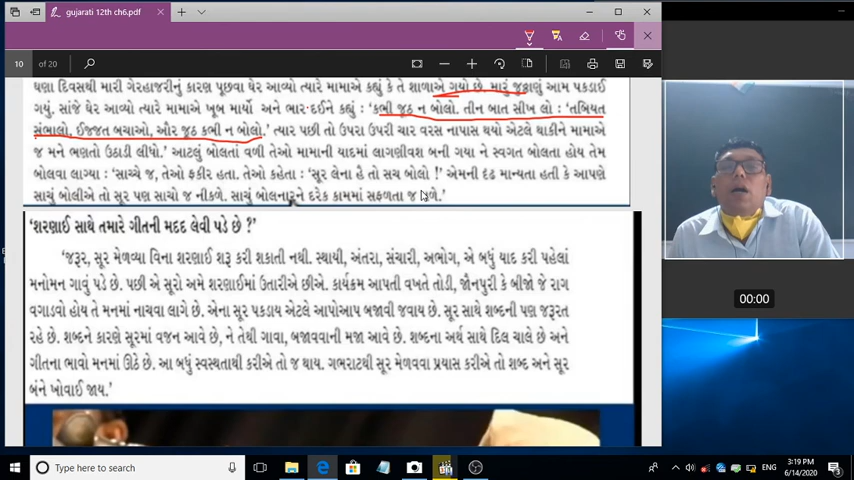 gujarati 12th ch6.pdf
10 of 20
ઘણા દિવસથી મારી ગેરહાજરીનું કારણ પૂછવા ઘેર આવ્યો ત્યારે મામાએ કહ્યું કે તે શાળાએ ગયો છે. મારું જુઠ્ઠાણું આમ પકડાઈ
ગયું. સાંજે ઘેર આવ્યો ત્યારે મામાએ ખૂબ માર્યો અને ભાર દઈને કહ્યું : ‘કભી જૂઠ ન બોલો. તીન બાત સીખ લો : ‘તબિયત
સંભાલો, ઈજ્જત બચાઓ, ઓર જૂઠ કભી ન બોલો.’ ત્યાર પછી તો ઉપરા ઉપરી ચાર વરસ નાપાસ થયો એટલે થાકીને મામાએ
જ મને ભણતો ઉઠાડી લીધો.’ આટલું બોલતાં વળી તેઓ મામાની યાદમાં લાગણીવશ બની ગયા ને સ્વગત બોલતા હોય તેમ
બોલવા લાગ્યા : ‘સાચ્ચે જ, તેઓ ફકીર હતા. તેઓ કહેતા : ‘સૂર લેના હૈ તો સચ બોલો !’ એમની દૃઢ માન્યતા હતી કે આપણે
સાચું બોલીએ તો સૂર પણ સાચો જ નીકળે. સાચું બોલનારને દરેક કામમાં સફળતા જ મળે.’
‘શરણાઈ સાથે તમારે ગીતની મદદ લેવી પડે છે ?’
‘જરૂર, સૂર મેળવ્યા વિના શરણાઈ શરૂ કરી શકાતી નથી. સ્થાયી, અંતરા, સંચારી, અભોગ, એ બધું યાદ કરી પહેલાં
મનોમન ગાવું પડે છે. પછી એ સૂરો અમે શરણાઈમાં ઉતારીએ છીએ. કાર્યક્રમ આપતી વખતે તોડી, જૌનપુરી કે બીજો જે રાગ
વગાડવો હોય તે મનમાં નાચવા લાગે છે. એના સૂર પકડાય એટલે આપોઆપ બજાવી જવાય છે. સૂર સાથે શબ્દની પણ જરૂરત
રહે છે. શબ્દને કારણે સૂરમાં વજન આવે છે, ને તેથી ગાવા, બજાવવાની મજા આવે છે. શબ્દના અર્થ સાથે દિલ ચાલે છે અને
ગીતના ભાવો મનમાં ઊઠે છે. આ બધું સ્વસ્થતાથી કરીએ તો જ થાય. ગભરાટથી સૂર મેળવવા પ્રયાસ કરીએ તો શબ્દ અને સૂર
બંને ખોવાઈ જાય.’
00:00
Type here to search
ENG
3:19 PM
6/14/2020
3